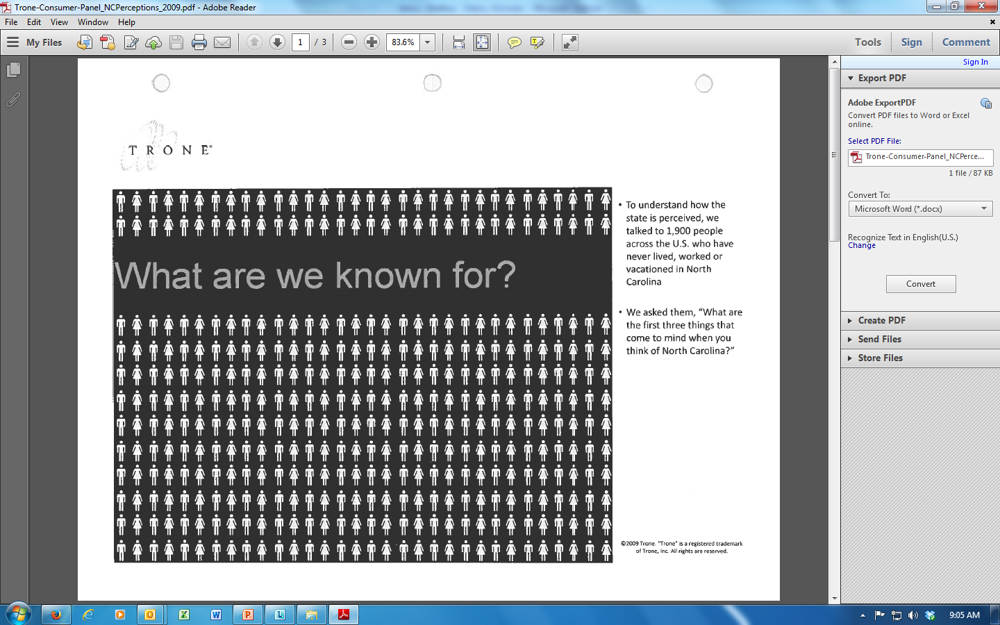 Trone-Consumer-Panel_NCPerceptions_2009.pdf - Adobe Reader
File Edit View Window Help
My Files
1 / 3
83.6%
Tools Sign Comment
Sign In
Export PDF
Adobe ExportPDF
Convert PDF files to Word or Excel
online.
Select PDF File:
Trone-Consumer-Panel_NCPerce...
1 file / 87 KB
Convert To:
Microsoft Word (*.docx)
Recognize Text in English(U.S.)
Change
Convert
Create PDF
Send Files
Store Files
TRONE®
What are we known for?
• To understand how the
state is perceived, we
talked to 1,900 people
across the U.S. who have
never lived, worked or
vacationed in North
Carolina
• We asked them, “What are
the first three things that
come to mind when you
think of North Carolina?”
©2009 Trone. “Trone” is a registered trademark
of Trone, Inc. All rights are reserved.
9:05 AM